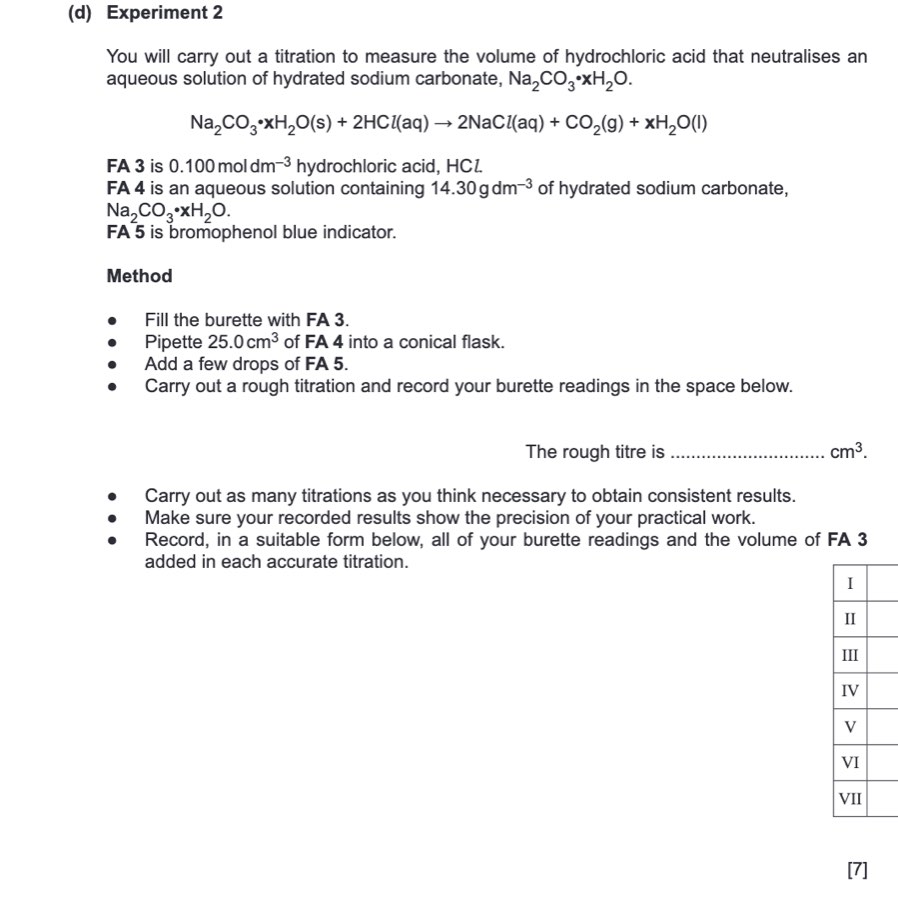 (d) Experiment 2
You will carry out a titration to measure the volume of hydrochloric acid that neutralises an
aqueous solution of hydrated sodium carbonate, Na₂CO₃•xH₂O.
Na₂CO₃•xH₂O(s) + 2HCl(aq) → 2NaCl(aq) + CO₂(g) + xH₂O(l)
FA 3 is 0.100 mol dm⁻³ hydrochloric acid, HCl.
FA 4 is an aqueous solution containing 14.30 g dm⁻³ of hydrated sodium carbonate,
Na₂CO₃•xH₂O.
FA 5 is bromophenol blue indicator.
Method
• Fill the burette with FA 3.
• Pipette 25.0 cm³ of FA 4 into a conical flask.
• Add a few drops of FA 5.
• Carry out a rough titration and record your burette readings in the space below.
The rough titre is ............................. cm³.
• Carry out as many titrations as you think necessary to obtain consistent results.
• Make sure your recorded results show the precision of your practical work.
• Record, in a suitable form below, all of your burette readings and the volume of FA 3
added in each accurate titration.
I
II
III
IV
V
VI
VII
[7]